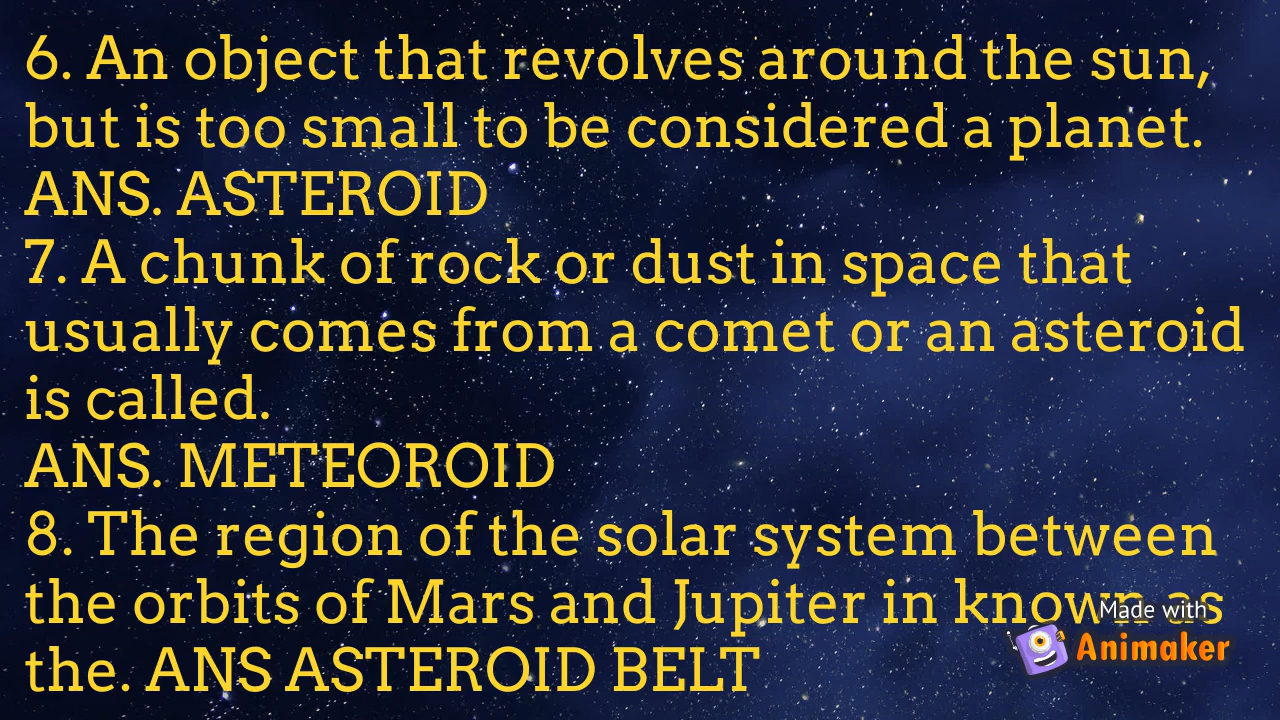 6. An object that revolves around the sun,
but is too small to be considered a planet.
ANS. ASTEROID
7. A chunk of rock or dust in space that
usually comes from a comet or an asteroid
is called.
ANS. METEOROID
8. The region of the solar system between
the orbits of Mars and Jupiter in known as
the. ANS ASTEROID BELT
Made with
Animaker